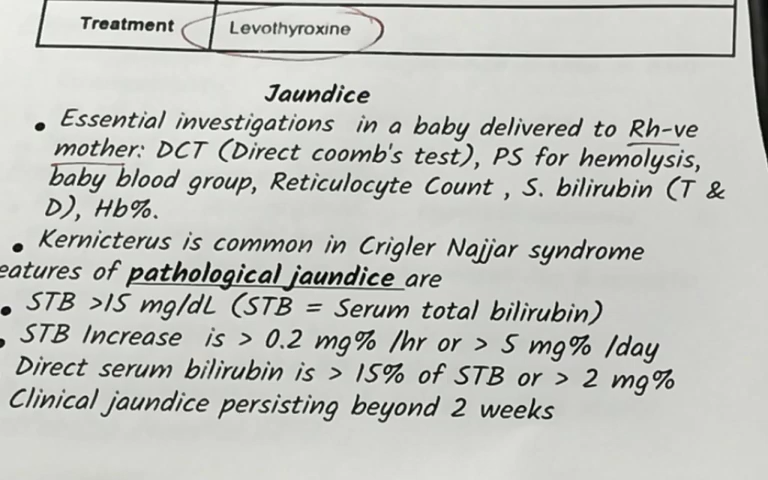 Treatment Levothyroxine
Jaundice
• Essential investigations in a baby delivered to Rh-ve
mother: DCT (Direct coomb's test), PS for hemolysis,
baby blood group, Reticulocyte Count , S. bilirubin (T &
D), Hb%.
• Kernicterus is common in Crigler Najjar syndrome
eatures of pathological jaundice are
• STB >15 mg/dL (STB = Serum total bilirubin)
• STB Increase is > 0.2 mg% /hr or > 5 mg% /day
Direct serum bilirubin is > 15% of STB or > 2 mg%
Clinical jaundice persisting beyond 2 weeks